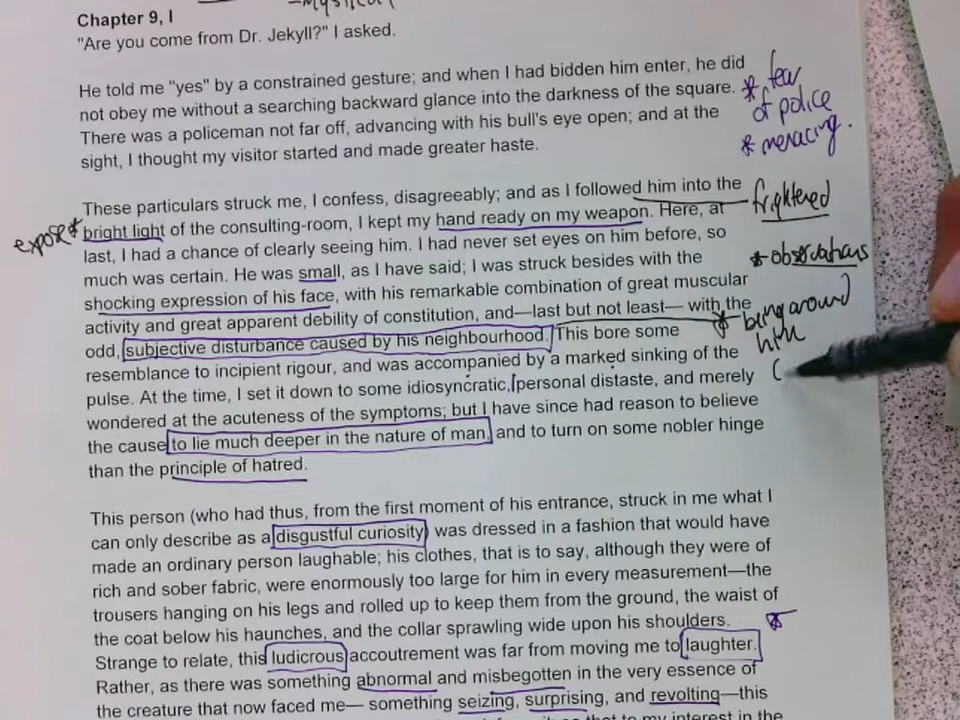 -Mystical
Chapter 9, I
"Are you come from Dr. Jekyll?" I asked.
He told me "yes" by a constrained gesture; and when I had bidden him enter, he did
not obey me without a searching backward glance into the darkness of the square.
There was a policeman not far off, advancing with his bull's eye open; and at the
sight, I thought my visitor started and made greater haste.
* fear
of police
* menacing.
These particulars struck me, I confess, disagreeably; and as I followed him into the
bright light of the consulting-room, I kept my hand ready on my weapon. Here, at
last, I had a chance of clearly seeing him. I had never set eyes on him before, so
much was certain. He was small, as I have said; I was struck besides with the
shocking expression of his face, with his remarkable combination of great muscular
activity and great apparent debility of constitution, and—last but not least— with the
odd, subjective disturbance caused by his neighbourhood. This bore some
resemblance to incipient rigour, and was accompanied by a marked sinking of the
pulse. At the time, I set it down to some idiosyncratic, personal distaste, and merely
wondered at the acuteness of the symptoms; but I have since had reason to believe
the cause to lie much deeper in the nature of man, and to turn on some nobler hinge
than the principle of hatred.
expose *
frightened
* observations
* being around
him
(
This person (who had thus, from the first moment of his entrance, struck in me what I
can only describe as a disgustful curiosity) was dressed in a fashion that would have
made an ordinary person laughable; his clothes, that is to say, although they were of
rich and sober fabric, were enormously too large for him in every measurement—the
trousers hanging on his legs and rolled up to keep them from the ground, the waist of
the coat below his haunches, and the collar sprawling wide upon his shoulders.
Strange to relate, this ludicrous accoutrement was far from moving me to laughter.
Rather, as there was something abnormal and misbegotten in the very essence of
the creature that now faced me— something seizing, surprising, and revolting—this
to my interest in the